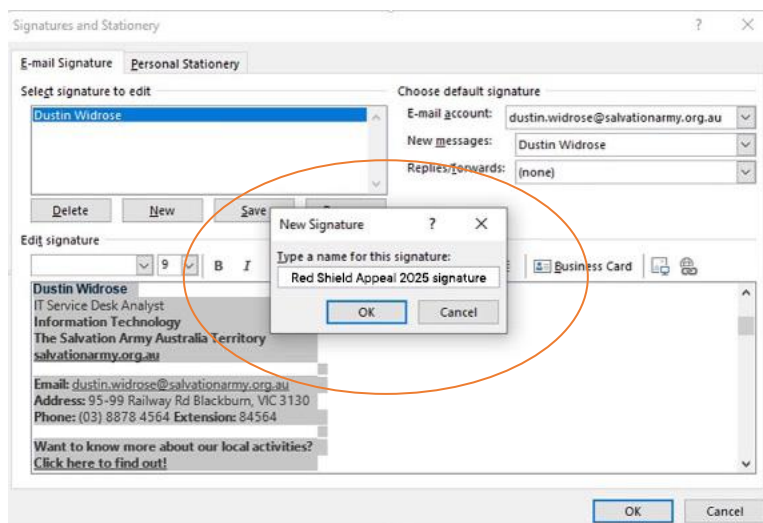 Signatures and Stationery ? ×
E-mail Signature Personal Stationery
Select signature to edit
Choose default signature
Dustin Widrose
E-mail account: dustin.widrose@salvationarmy.org.au
New messages: Dustin Widrose
Replies/forwards: (none)
Delete New Save
New Signature ? ×
Edit signature
Type a name for this signature:
9 B I
Business Card
Red Shield Appeal 2025 signature
OK Cancel
Dustin Widrose
IT Service Desk Analyst
Information Technology
The Salvation Army Australia Territory
salvationarmy.org.au
Email: dustin.widrose@salvationarmy.org.au
Address: 95-99 Railway Rd Blackburn, VIC 3130
Phone: (03) 8878 4564 Extension: 84564
Want to know more about our local activities?
Click here to find out!
OK Cancel